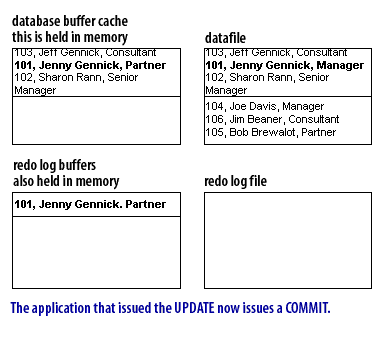 database buffer cache
this is held in memory
103, Jeff Gennick, Consultant
101, Jenny Gennick, Partner
102, Sharon Rann, Senior
Manager
datafile
103, Jeff Gennick, Consultant
101, Jenny Gennick, Manager
102, Sharon Rann, Senior
Manager
104, Joe Davis, Manager
106, Jim Beaner, Consultant
105, Bob Brewalot, Partner
redo log buffers
also held in memory
101, Jenny Gennick. Partner
redo log file
The application that issued the UPDATE now issues a COMMIT.